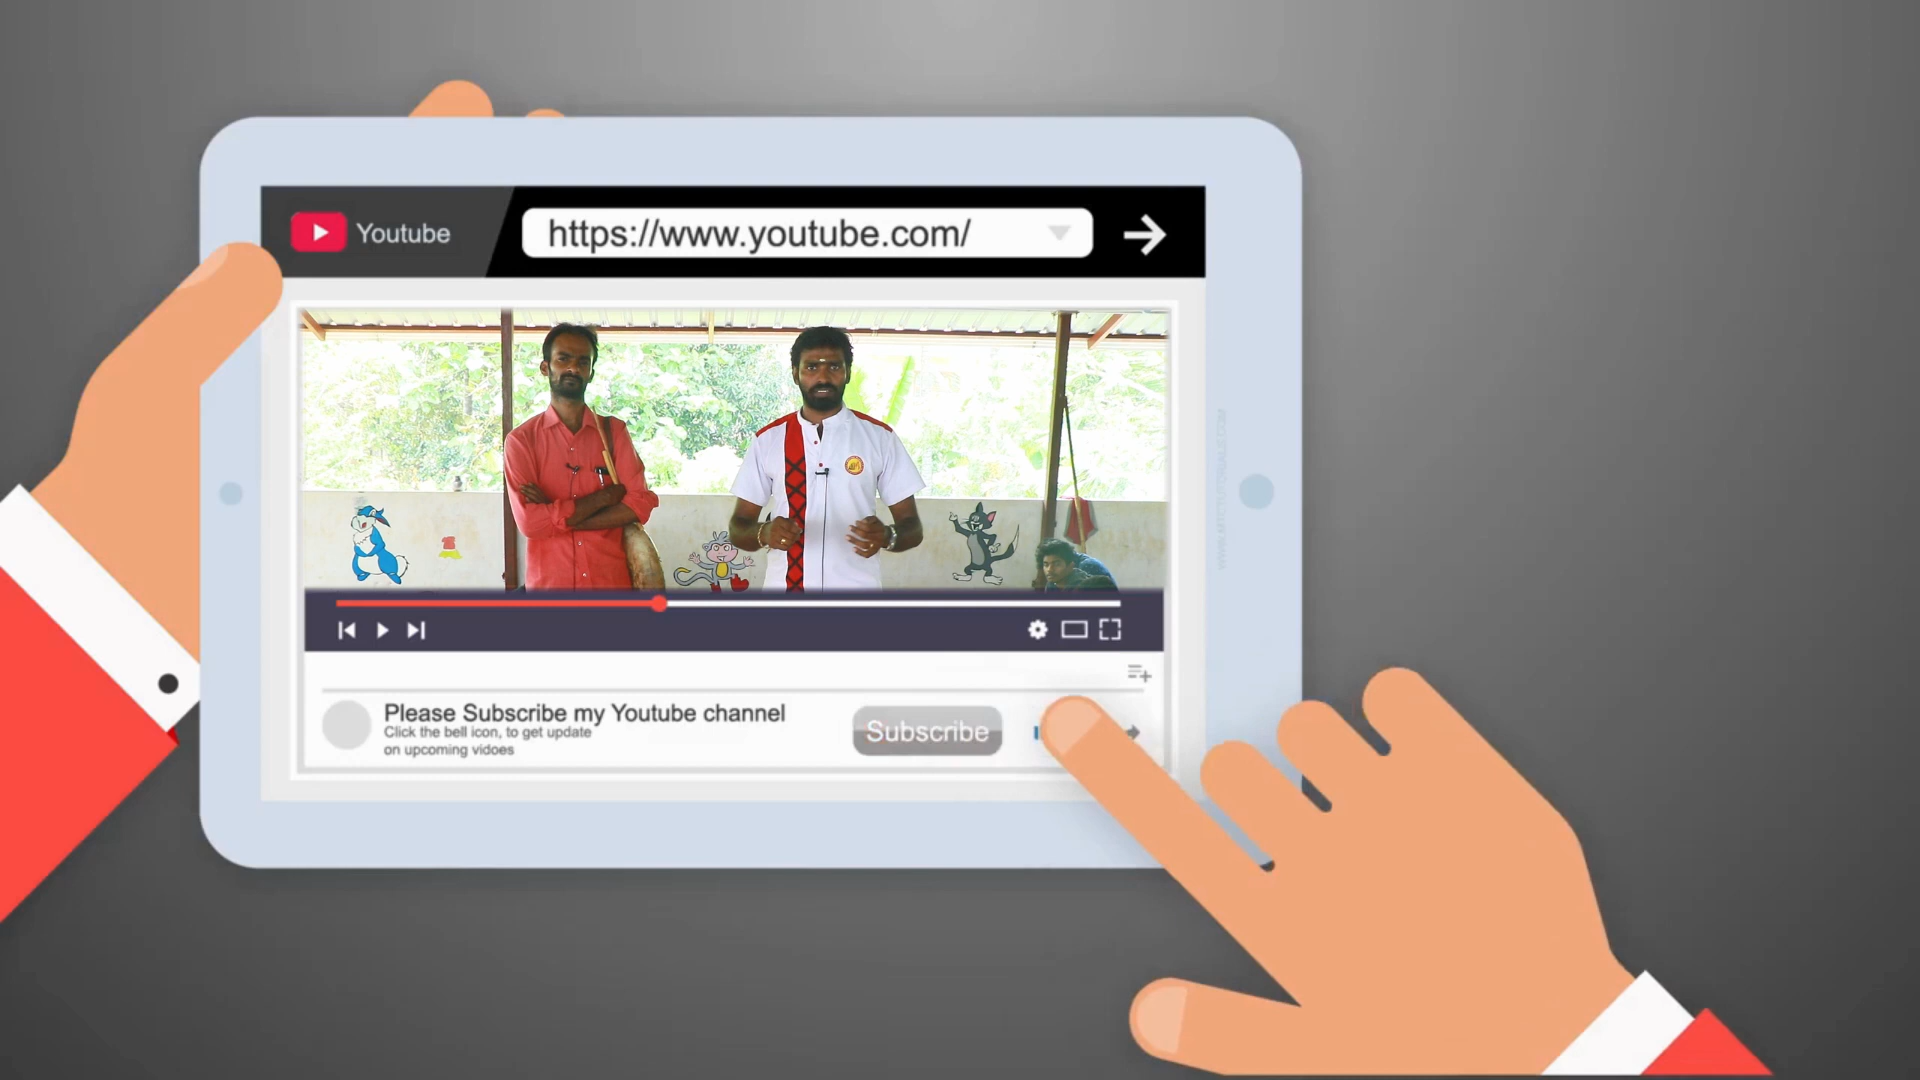 Youtube
https://www.youtube.com/
Please Subscribe my Youtube channel
Click the bell icon, to get update
on upcoming vidoes
Subscribe